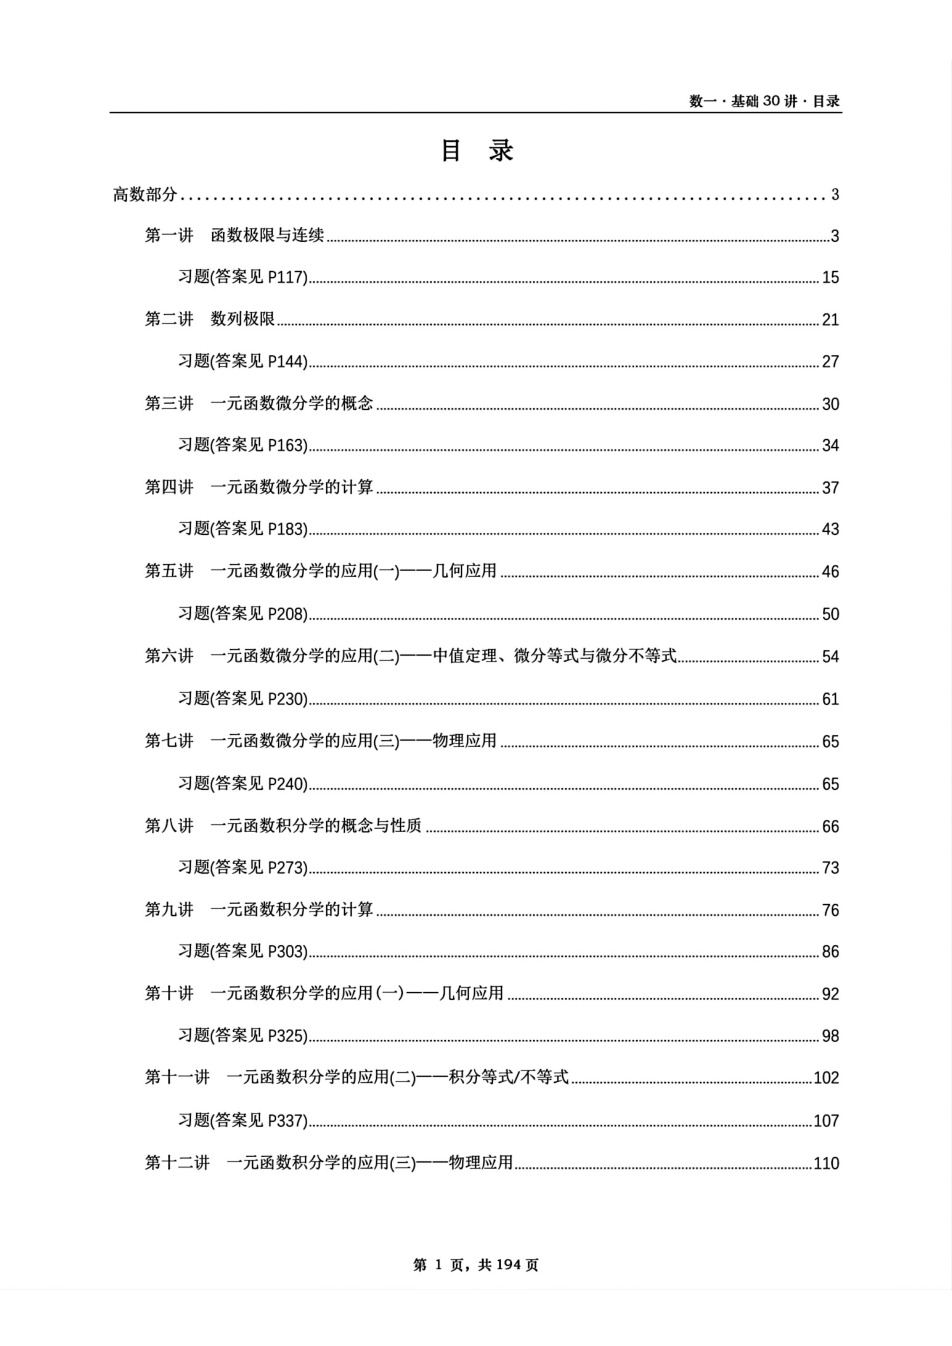 数一·基础 30 讲·目录
目 录
高数部分................................................................................3
第一讲 函数极限与连续................................................................................3
习题(答案见 P117)................................................................................15
第二讲 数列极限................................................................................21
习题(答案见 P144)................................................................................27
第三讲 一元函数微分学的概念................................................................................30
习题(答案见 P163)................................................................................34
第四讲 一元函数微分学的计算................................................................................37
习题(答案见 P183)................................................................................43
第五讲 一元函数微分学的应用(一)——几何应用................................................................................46
习题(答案见 P208)................................................................................50
第六讲 一元函数微分学的应用(二)——中值定理、微分等式与微分不等式................................................................................54
习题(答案见 P230)................................................................................61
第七讲 一元函数微分学的应用(三)——物理应用................................................................................65
习题(答案见 P240)................................................................................65
第八讲 一元函数积分学的概念与性质................................................................................66
习题(答案见 P273)................................................................................73
第九讲 一元函数积分学的计算................................................................................76
习题(答案见 P303)................................................................................86
第十讲 一元函数积分学的应用(一)——几何应用................................................................................92
习题(答案见 P325)................................................................................98
第十一讲 一元函数积分学的应用(二)——积分等式/不等式................................................................................102
习题(答案见 P337)................................................................................107
第十二讲 一元函数积分学的应用(三)——物理应用................................................................................110
第 1 页，共 194 页